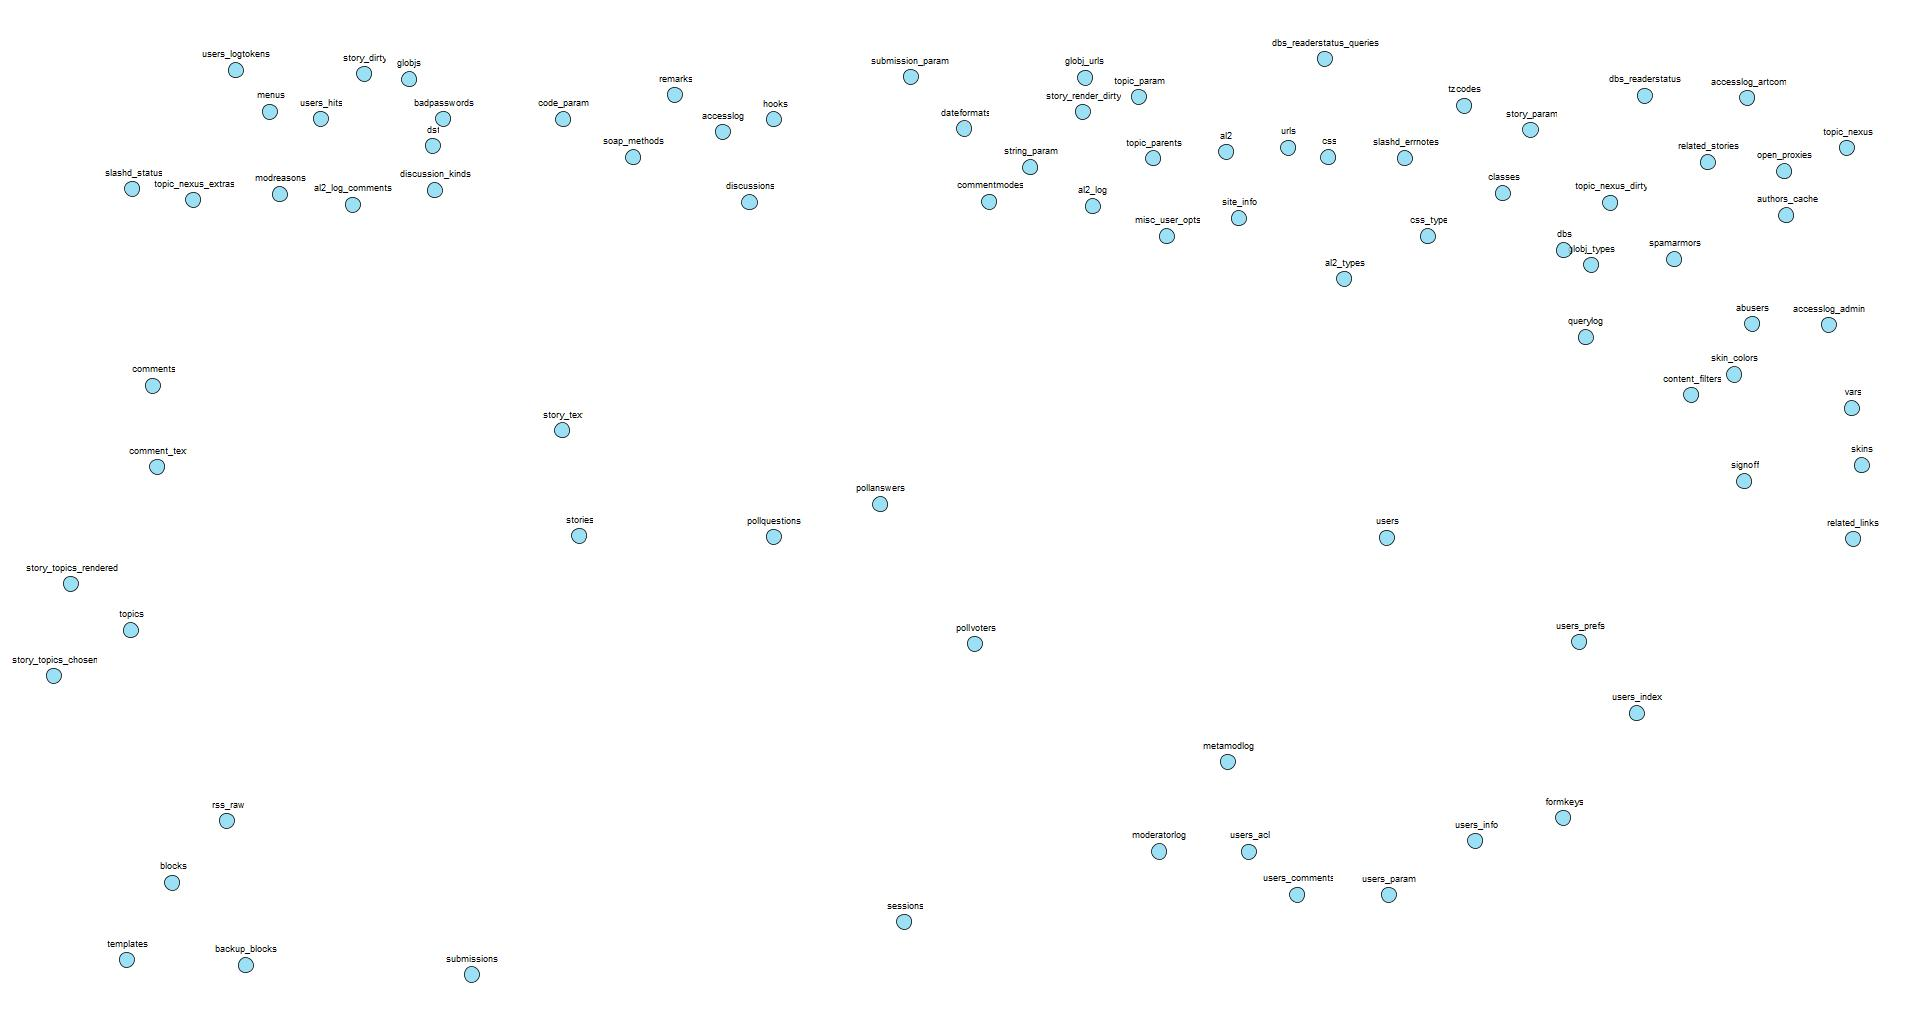 dbs_readerstatus_queries
users_logtokens
story_dirty
globjs
submission_param
globj_urls
remarks
topic_param
dbs_readerstatus
accesslog_artcom
tzcodes
menus
users_hits
badpasswords
code_param
hooks
story_render_dirty
accesslog
dateformats
story_param
dst
soap_methods
string_param
topic_parents
al2
urls
css
slashd_errnotes
related_stories
topic_nexus
open_proxies
slashd_status
topic_nexus_extras
modreasons
al2_log_comments
discussion_kinds
discussions
commentmodes
al2_log
classes
topic_nexus_dirty
authors_cache
misc_user_opts
site_info
css_type
dbs
globj_types
spamarmors
al2_types
abusers
accesslog_admin
querylog
skin_colors
comments
content_filters
vars
story_tex
comment_tex
skins
signoff
pollanswers
stories
pollquestions
users
related_links
story_topics_rendered
topics
pollvoters
users_prefs
story_topics_chosen
users_index
metamodlog
rss_raw
formkeys
users_info
moderatorlog
users_acl
blocks
users_comments
users_param
sessions
templates
backup_blocks
submissions